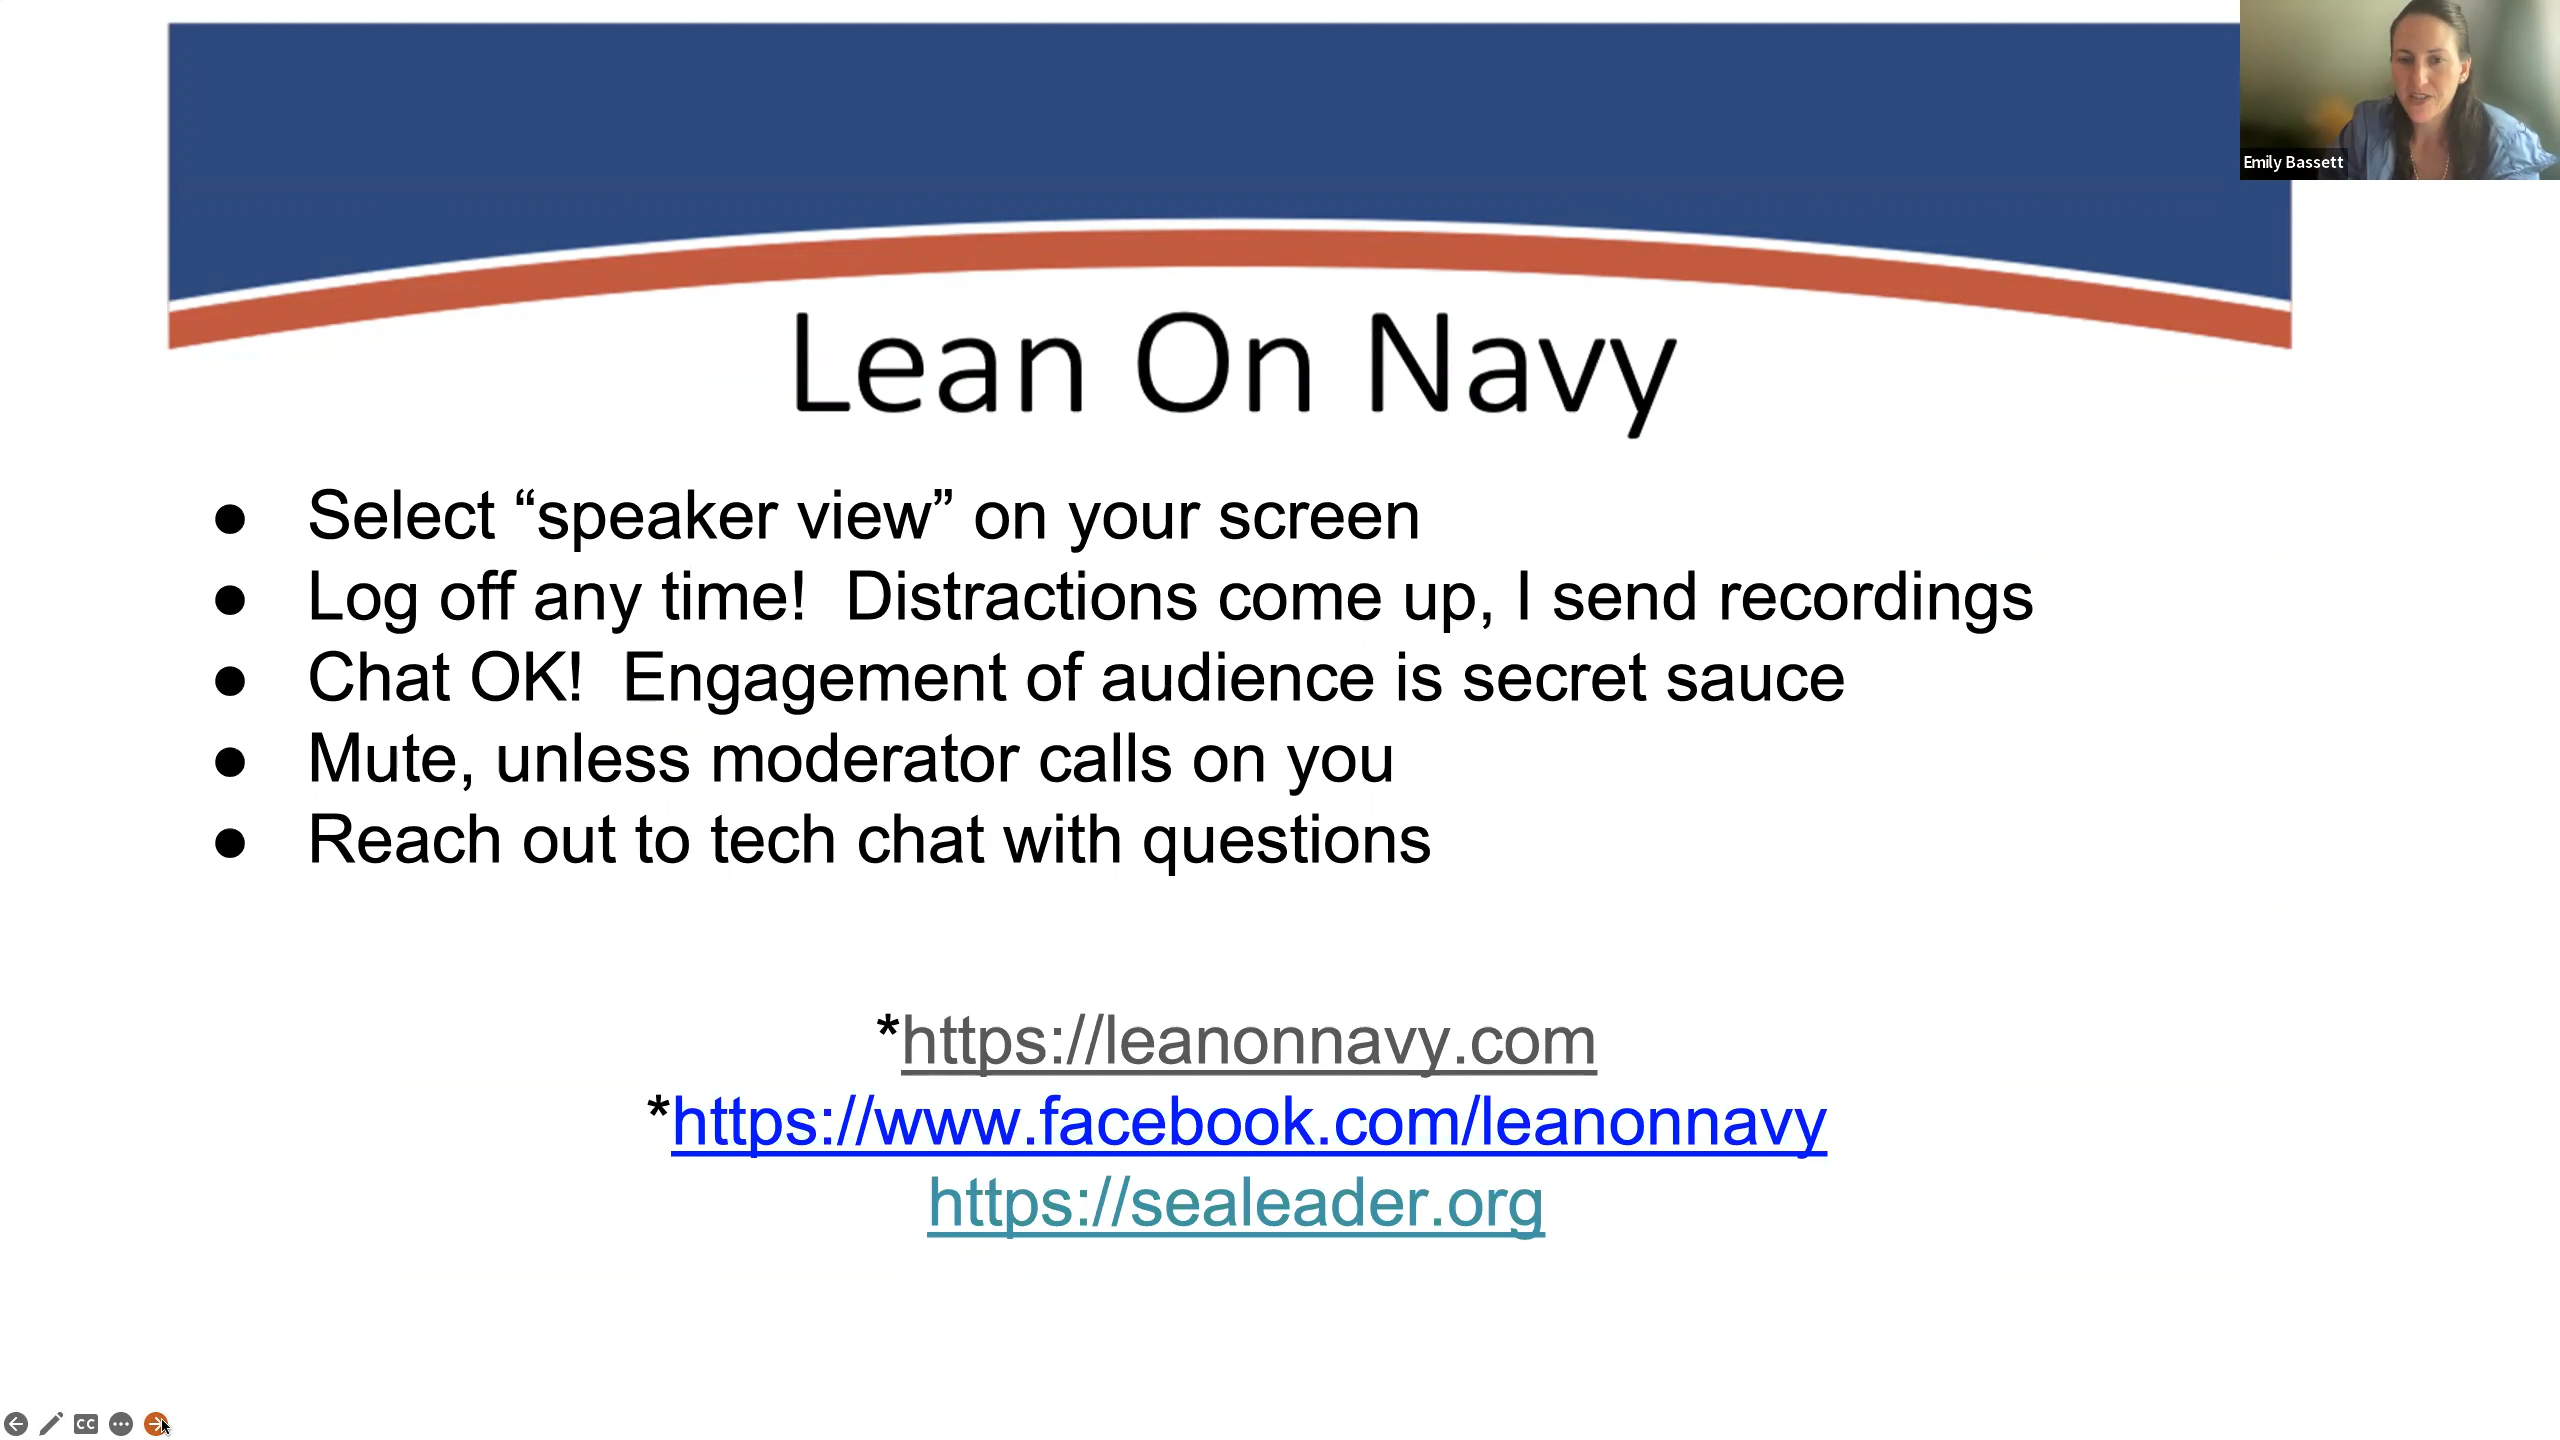 Emily Bassett
Lean On Navy
● Select “speaker view” on your screen
● Log off any time!  Distractions come up, I send recordings
● Chat OK!  Engagement of audience is secret sauce
● Mute, unless moderator calls on you
● Reach out to tech chat with questions
*https://leanonnavy.com
*https://www.facebook.com/leanonnavy
https://sealeader.org
CC